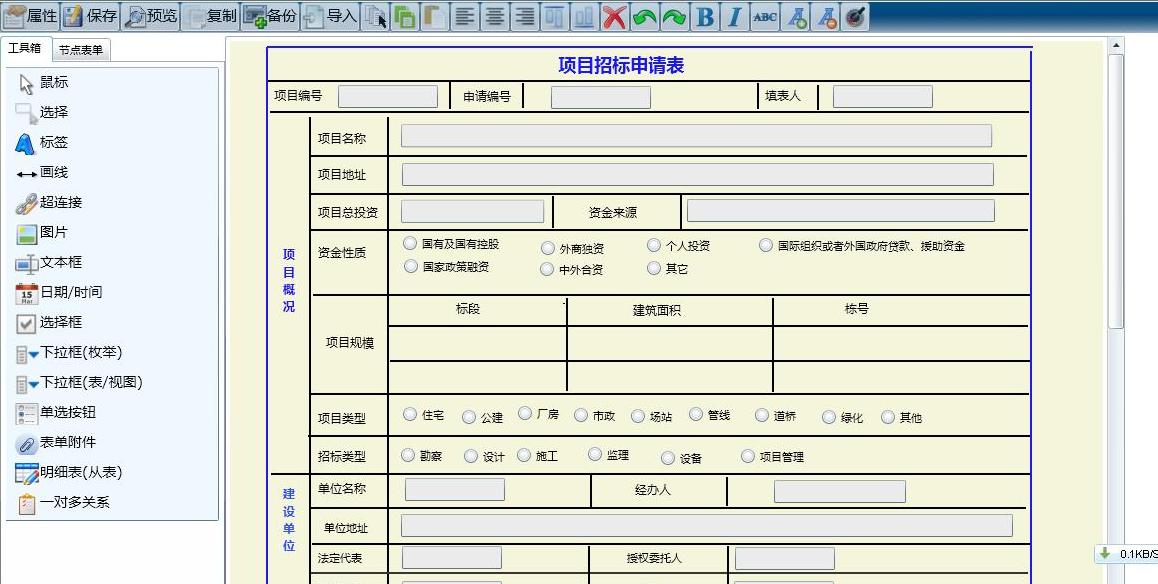 属性 保存 预览 复制 备份 导入 B I ABC A A
工具箱 节点表单
鼠标
选择
标签
画线
超连接
图片
文本框
15 Mar 日期/时间
选择框
下拉框(枚举)
下拉框(表/视图)
单选按钮
表单附件
明细表(从表)
一对多关系
项目招标申请表
项目编号 申请编号 填表人
项目概况
项目名称
项目地址
项目总投资 资金来源
资金性质 国有及国有控股 外商独资 个人投资 国际组织或者外国政府贷款、援助资金
国家政策融资 中外合资 其它
标段 建筑面积 栋号
项目规模
项目类型 住宅 公建 厂房 市政 场站 管线 道桥 绿化 其他
招标类型 勘察 设计 施工 监理 设备 项目管理
建设单位
单位名称 经办人
单位地址
法定代表 授权委托人
0.1KB/S